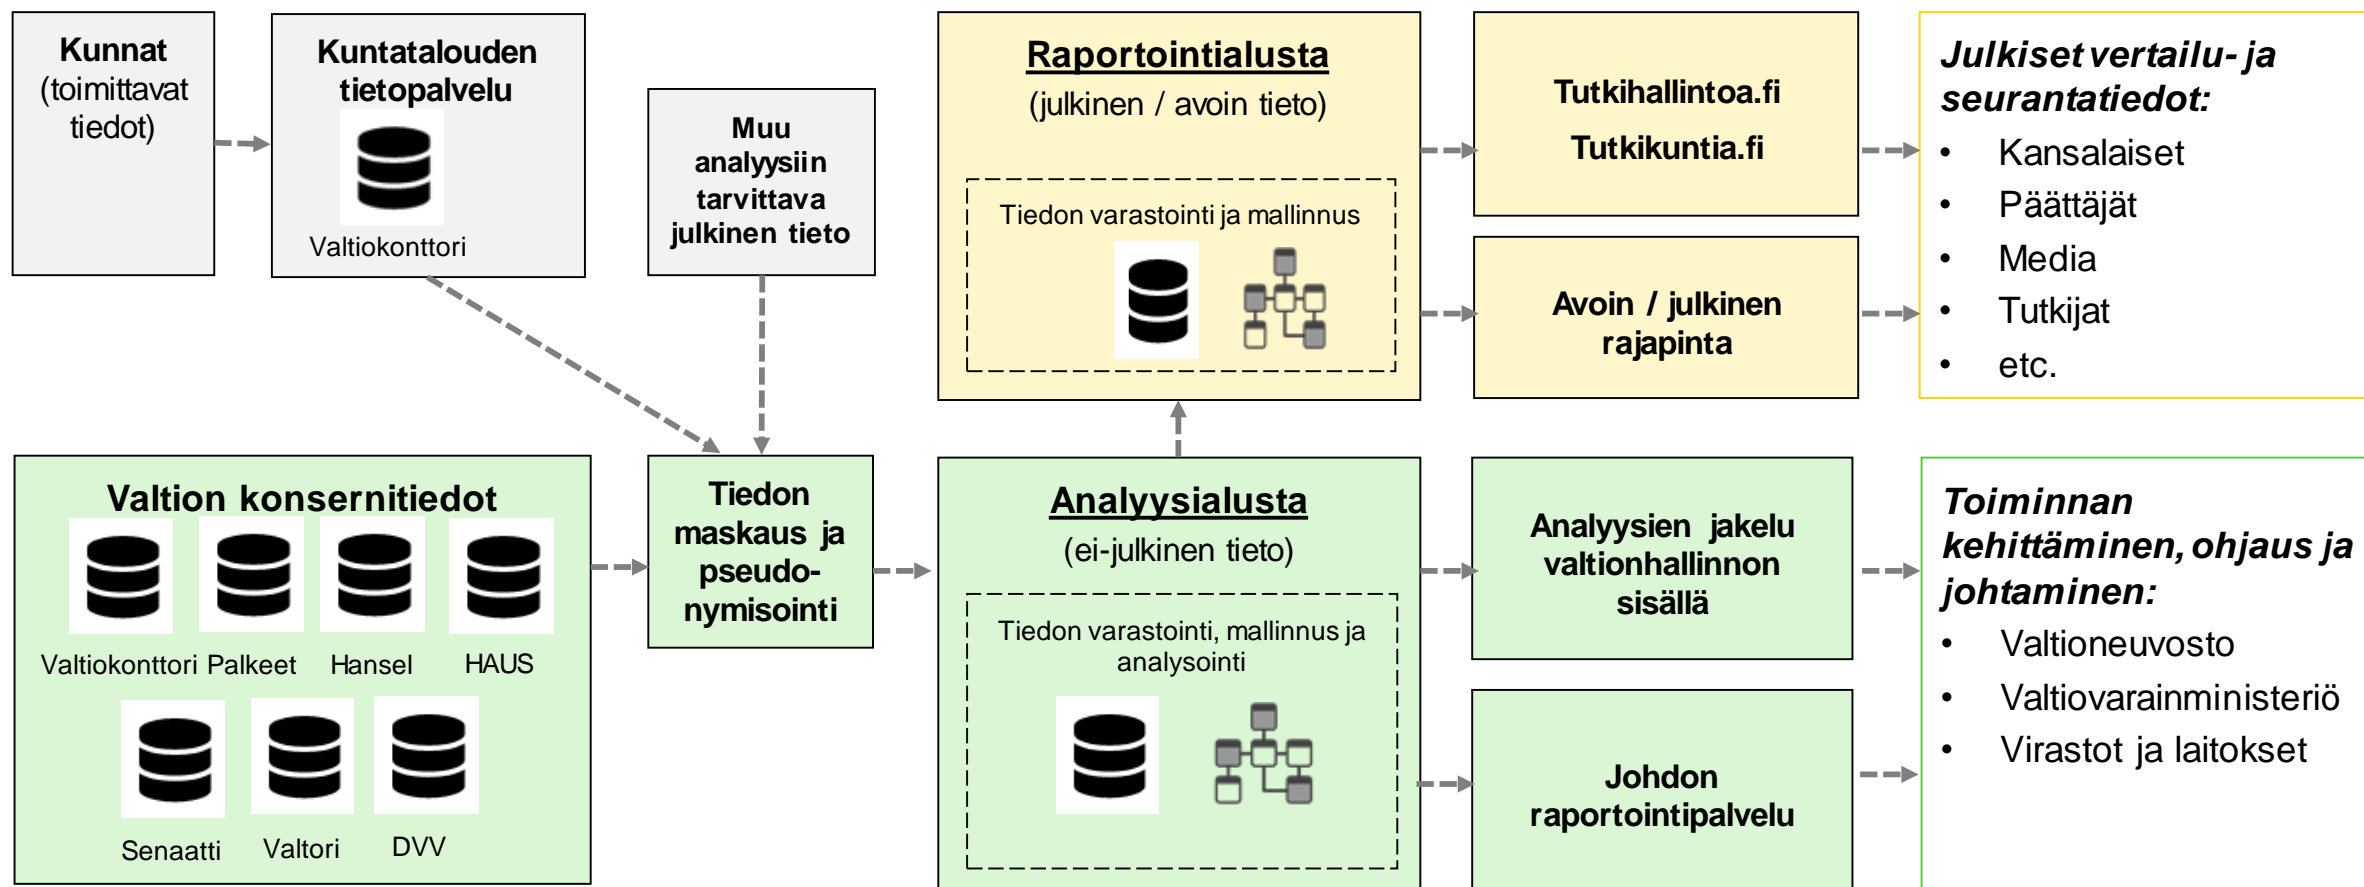 Kunnat
(toimittavat
tiedot)
Kuntatalouden
tietopalvelu
Valtiokonttori
Muu
analyysiin
tarvittava
julkinen tieto
Raportointialusta
(julkinen / avoin tieto)
Tiedon varastointi ja mallinnus
Tutkihallintoa.fi
Tutkikuntia.fi
Avoin / julkinen
rajapinta
Julkiset vertailu- ja
seurantatiedot:
• Kansalaiset
• Päättäjät
• Media
• Tutkijat
• etc.
Valtion konsernitiedot
Valtiokonttori Palkeet Hansel HAUS
Senaatti Valtori DVV
Tiedon
maskaus ja
pseudo-
nymisointi
Analyysialusta
(ei-julkinen tieto)
Tiedon varastointi, mallinnus ja
analysointi
Analyysien jakelu
valtionhallinnon
sisällä
Johdon
raportointipalvelu
Toiminnan
kehittäminen, ohjaus ja
johtaminen:
• Valtioneuvosto
• Valtiovarainministeriö
• Virastot ja laitokset